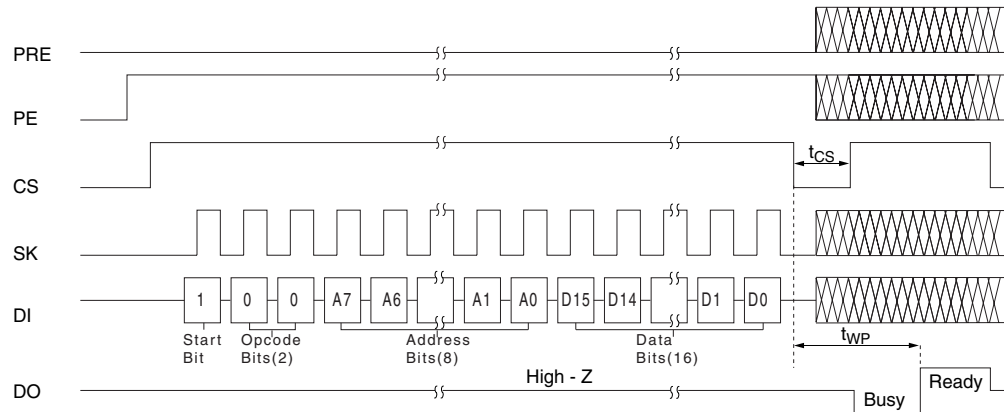 PRE
PE
CS
tCS
SK
DI
1 0 0 A7 A6 A1 A0 D15 D14 D1 D0
Start Bit
Opcode Bits(2)
Address Bits(8)
Data Bits(16)
tWP
DO
High - Z
Busy
Ready